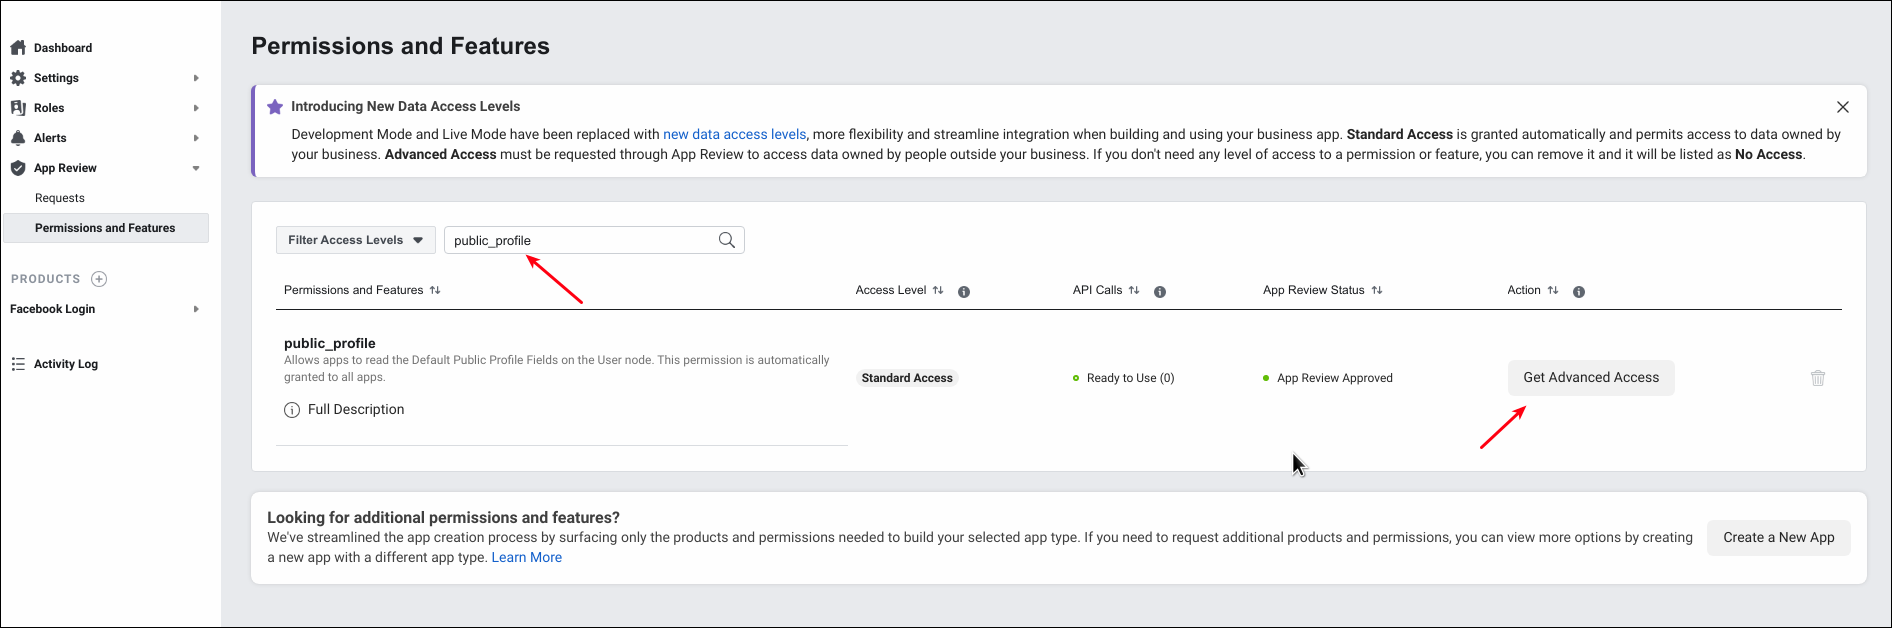 Dashboard
Settings
Roles
Alerts
App Review
Requests
Permissions and Features
PRODUCTS
Facebook Login
Activity Log
Permissions and Features
Introducing New Data Access Levels
Development Mode and Live Mode have been replaced with new data access levels, more flexibility and streamline integration when building and using your business app. Standard Access is granted automatically and permits access to data owned by
your business. Advanced Access must be requested through App Review to access data owned by people outside your business. If you don't need any level of access to a permission or feature, you can remove it and it will be listed as No Access.
Filter Access Levels public_profile
Permissions and Features Access Level API Calls App Review Status Action
public_profile
Allows apps to read the Default Public Profile Fields on the User node. This permission is automatically
granted to all apps.
Standard Access Ready to Use (0) App Review Approved Get Advanced Access
Full Description
Looking for additional permissions and features?
We've streamlined the app creation process by surfacing only the products and permissions needed to build your selected app type. If you need to request additional products and permissions, you can view more options by creating
a new app with a different app type. Learn More
Create a New App